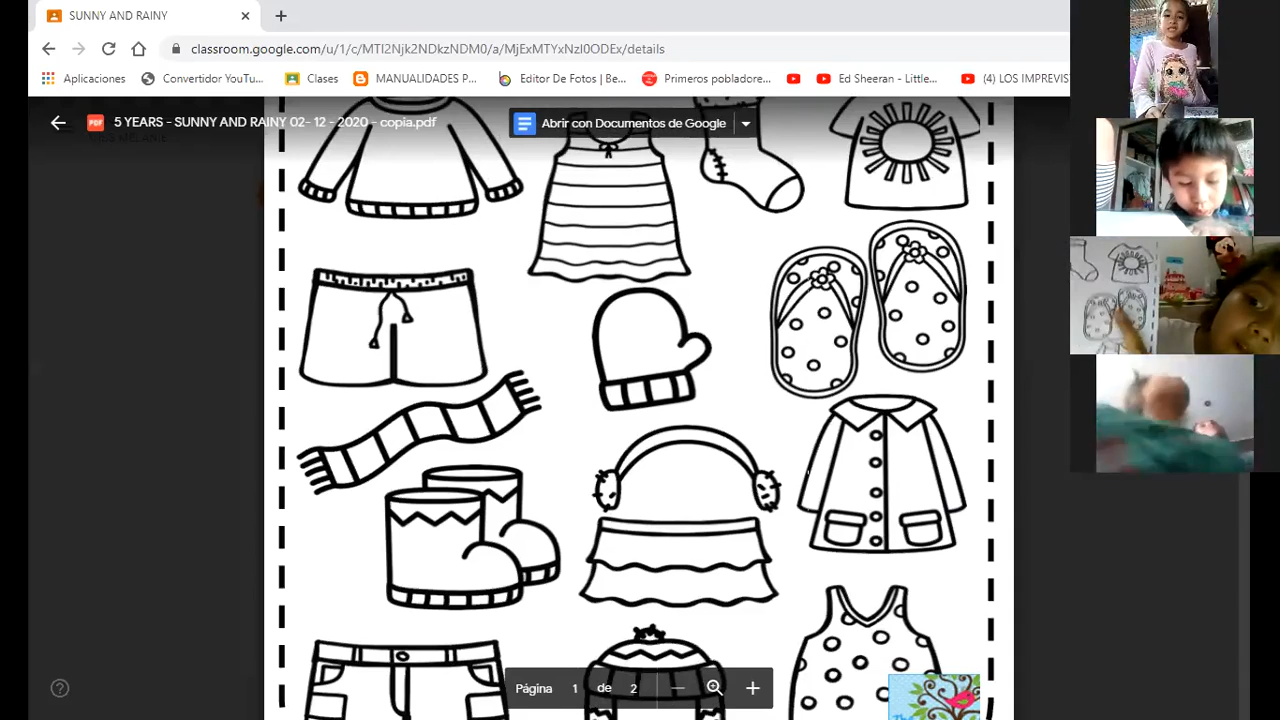 SUNNY AND RAINY
classroom.google.com/u/1/c/MTI2Njk2NDkzNDM0/a/MjExMTYxNzI0ODEx/details
Aplicaciones
Convertidor YouTu...
Clases
MANUALIDADES P...
Editor De Fotos | Be...
Primeros pobladore...
Ed Sheeran - Little...
(4) LOS IMPREVIS
5 YEARS - SUNNY AND RAINY 02- 12 - 2020 - copia.pdf
Abrir con Documentos de Google
MISS MELANIE
Página 1 de 2